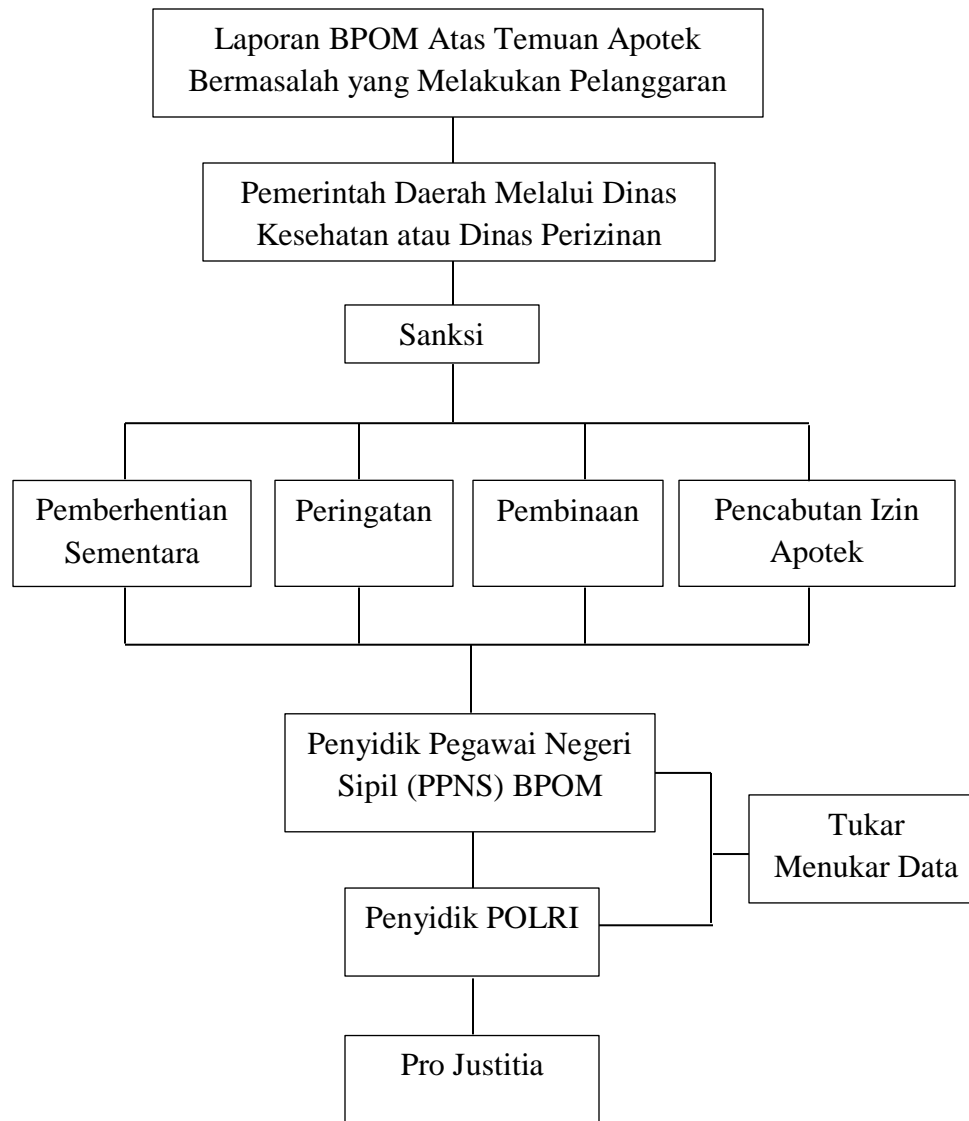 Laporan BPOM Atas Temuan Apotek
Bermasalah yang Melakukan Pelanggaran
Pemerintah Daerah Melalui Dinas
Kesehatan atau Dinas Perizinan
Sanksi
Pemberhentian
Sementara
Peringatan
Pembinaan
Pencabutan Izin
Apotek
Penyidik Pegawai Negeri
Sipil (PPNS) BPOM
Tukar
Menukar Data
Penyidik POLRI
Pro Justitia